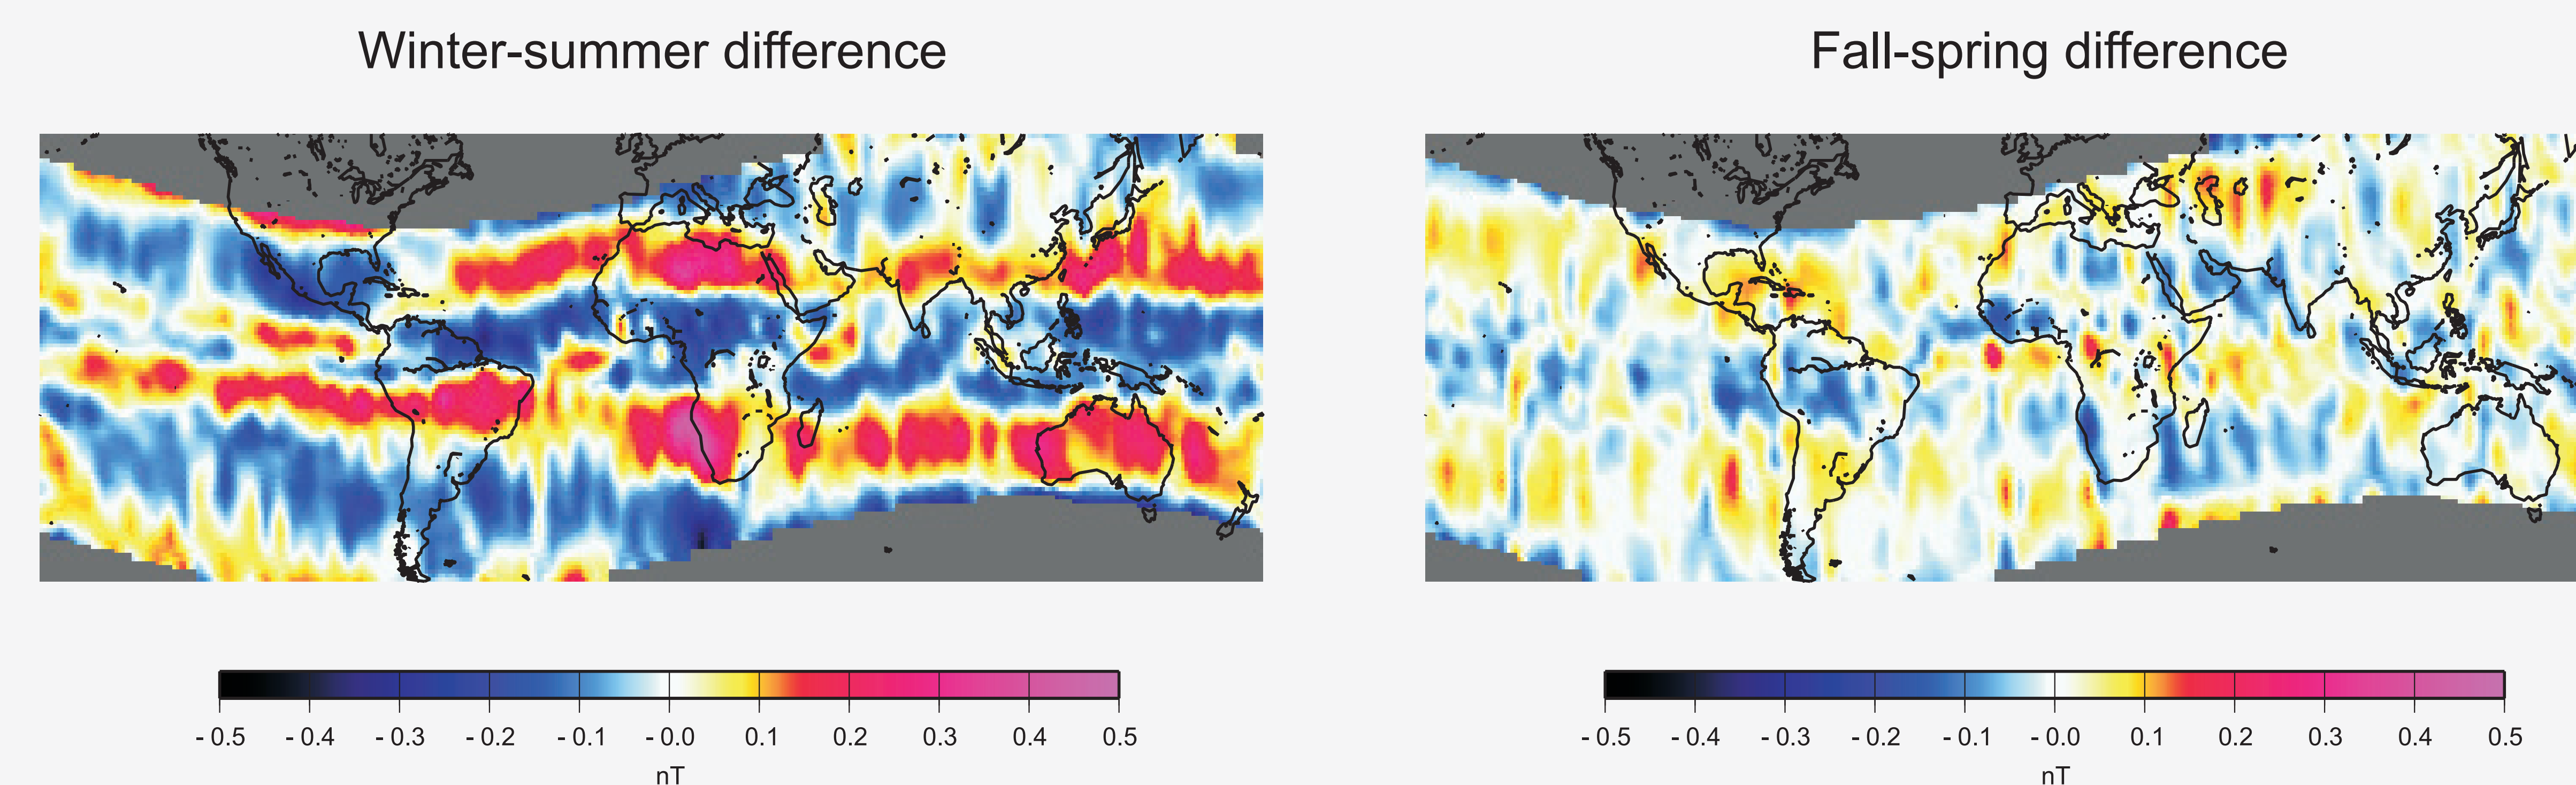 Winter-summer difference
Fall-spring difference
- 0.5 - 0.4 - 0.3 - 0.2 - 0.1 - 0.0 0.1 0.2 0.3 0.4 0.5
nT
- 0.5 - 0.4 - 0.3 - 0.2 - 0.1 - 0.0 0.1 0.2 0.3 0.4 0.5
nT